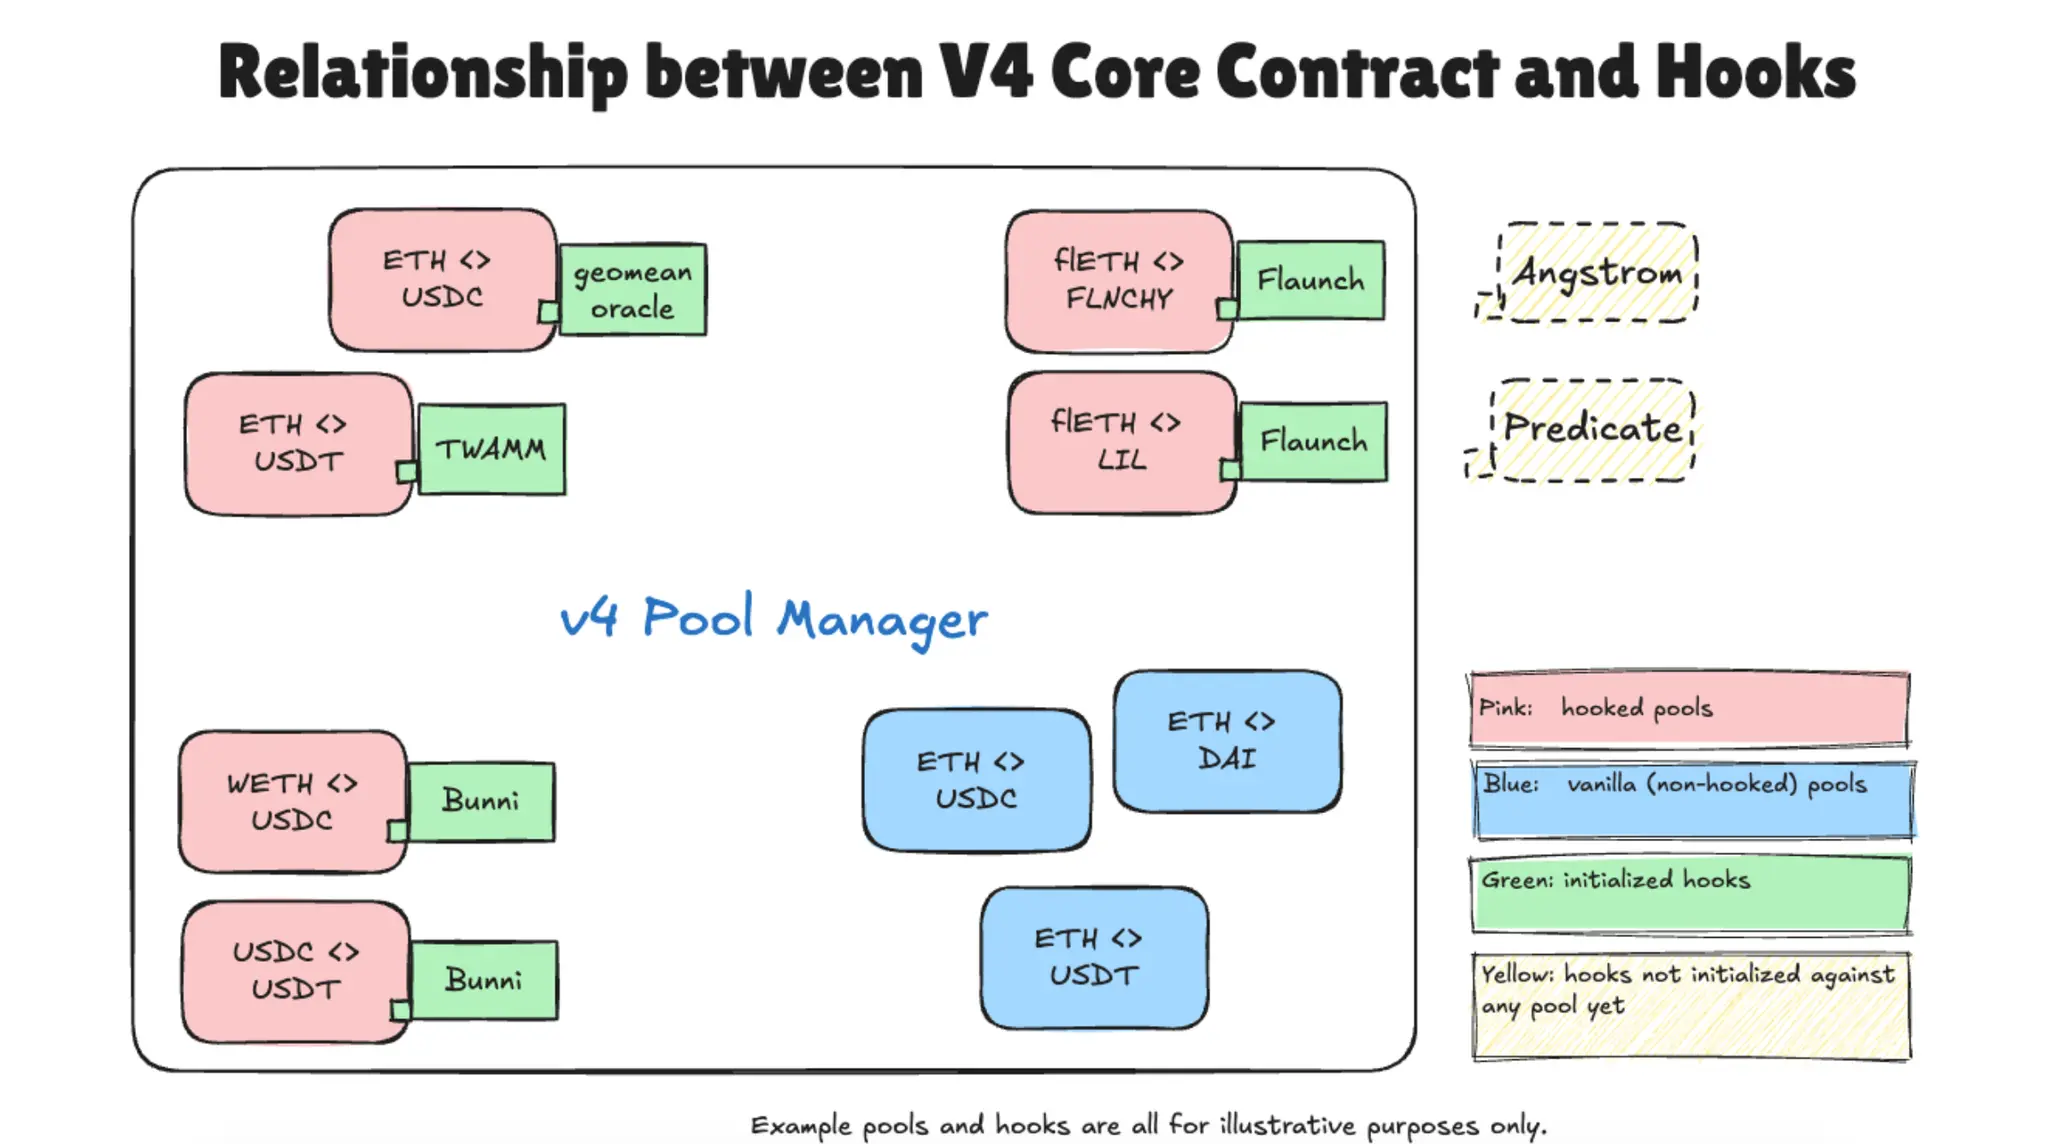 Relationship between V4 Core Contract and Hooks
ETH <>
USDC
geomean
oracle
flETH <>
FLNCHY
Flaunch
Angstrom
ETH <>
USDT
TWAMM
flETH <>
LIL
Flaunch
Predicate
v4 Pool Manager
WETH <>
USDC
Bunni
ETH <>
USDC
ETH <>
DAI
USDC <>
USDT
Bunni
ETH <>
USDT
Pink: hooked pools
Blue: vanilla (non-hooked) pools
Green: initialized hooks
Yellow: hooks not initialized against
any pool yet
Example pools and hooks are all for illustrative purposes only.